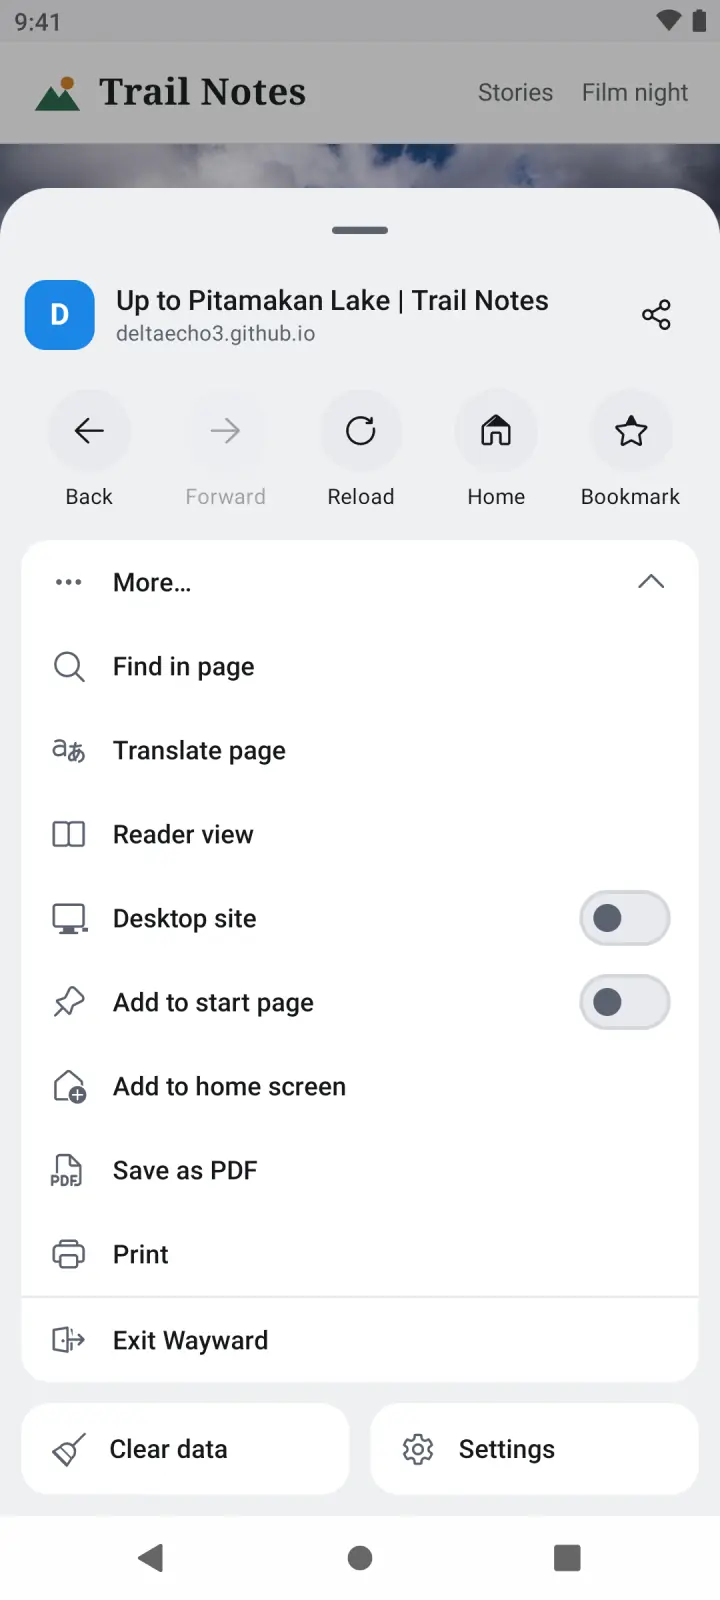 9:41
Trail Notes
Stories
Film night
D
Up to Pitamakan Lake | Trail Notes
deltaecho3.github.io
Back
Forward
Reload
Home
Bookmark
More...
Find in page
aあ
Translate page
Reader view
Desktop site
Add to start page
Add to home screen
PDF
Save as PDF
Print
Exit Wayward
Clear data
Settings